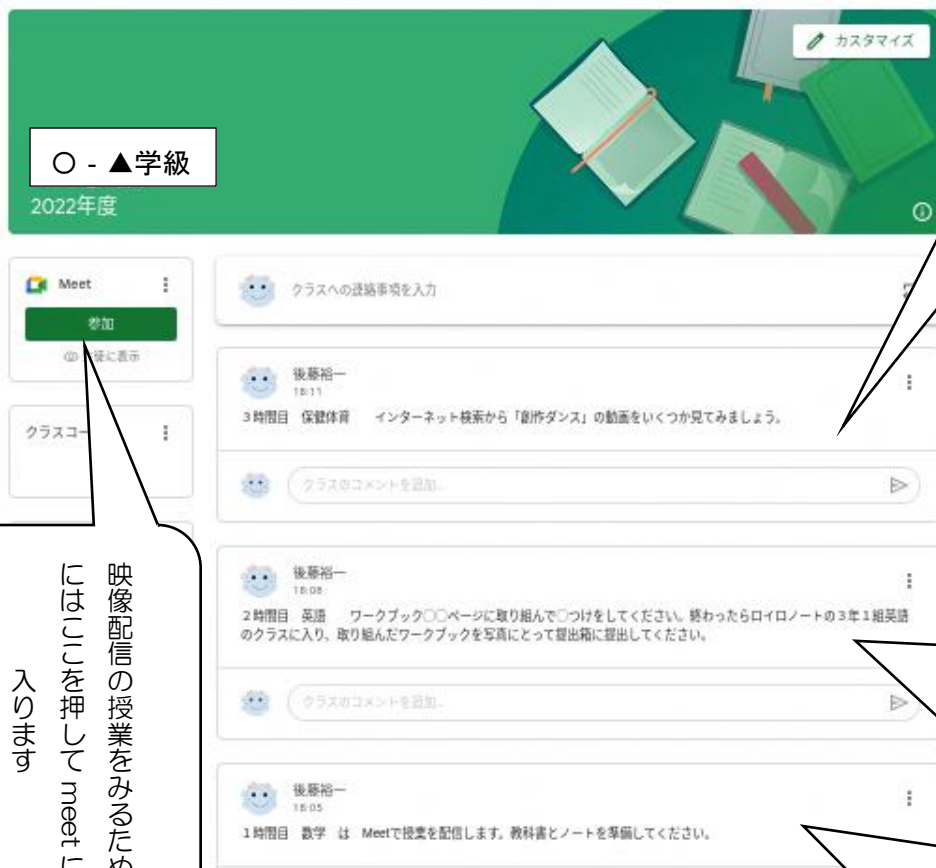 カスタマイズ
〇 - ▲学級
2022年度
Meet
参加
に表示
クラスコー
クラスへの連絡事項を入力
後藤裕一
18:11
3時間目 保健体育 インターネット検索から「創作ダンス」の動画をいくつか見てみましょう。
クラスのコメントを追加...
後藤裕一
18:08
2時間目 英語 ワークブック〇〇ページに取り組んで〇つけをしてください。終わったらロイロノートの3年1組英語
のクラスに入り、取り組んだワークブックを写真にとって提出箱に提出してください。
クラスのコメントを追加...
後藤裕一
18:05
1時間目 数学 は Meetで授業を配信します。教科書とノートを準備してください。
映像配信の授業をみるため
にはここを押して meet に
入ります